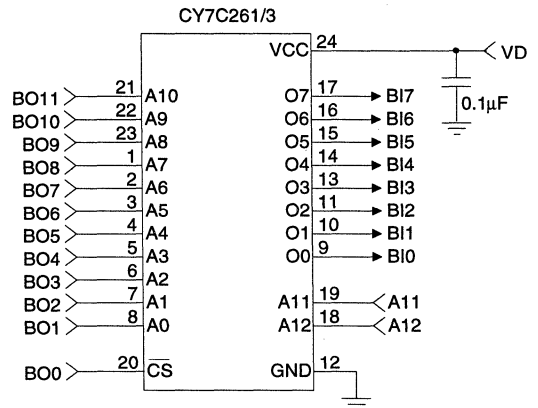 CY7C261/3
VCC 24 VD
0.1µF
BO11 21 A10 O7 17 BI7
BO10 22 A9 O6 16 BI6
BO9 23 A8 O5 15 BI5
BO8 1 A7 O4 14 BI4
BO7 2 A6 O3 13 BI3
BO6 3 A5 O2 11 BI2
BO5 4 A4 O1 10 BI1
BO4 5 A3 O0 9 BI0
BO3 6 A2
BO2 7 A1 A11 19 A11
BO1 8 A0 A12 18 A12
BO0 20 CS GND 12